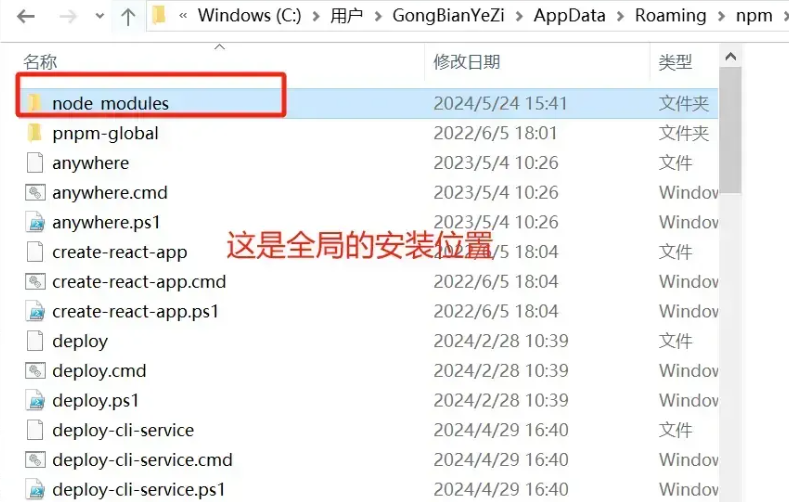 « Windows (C:) > 用户 > GongBianYeZi > AppData > Roaming > npm >
名称 修改日期 类型
node_modules 2024/5/24 15:41 文件夹
pnpm-global 2022/6/5 18:01 文件夹
anywhere 2023/5/4 10:26 文件
anywhere.cmd 2023/5/4 10:26 Window
anywhere.ps1 2023/5/4 10:26 Window
这是全局的安装位置
create-react-app 2022/6/5 18:04 文件
create-react-app.cmd 2022/6/5 18:04 Window
create-react-app.ps1 2022/6/5 18:04 Window
deploy 2024/2/28 10:39 文件
deploy.cmd 2024/2/28 10:39 Window
deploy.ps1 2024/2/28 10:39 Window
deploy-cli-service 2024/4/29 16:40 文件
deploy-cli-service.cmd 2024/4/29 16:40 Window
deploy-cli-service.ps1 2024/4/29 16:40 Window